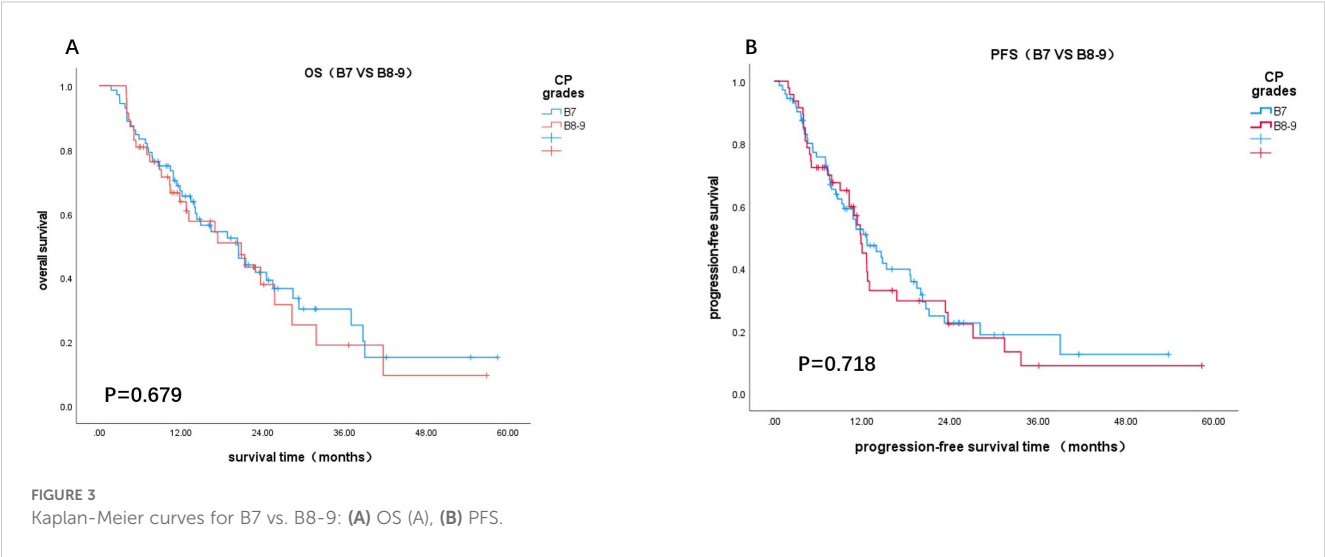 A
OS（B7 VS B8-9）
CP
grades
B7
B8-9
overall survival
1.0
0.8
0.6
0.4
0.2
0.0
P=0.679
.00 12.00 24.00 36.00 48.00 60.00
survival time（months）
B
PFS（B7 VS B8-9）
CP
grades
B7
B8-9
progression-free survival
1.0
0.8
0.6
0.4
0.2
0.0
P=0.718
.00 12.00 24.00 36.00 48.00 60.00
progression-free survival time （months）
FIGURE 3
Kaplan-Meier curves for B7 vs. B8-9: (A) OS (A), (B) PFS.